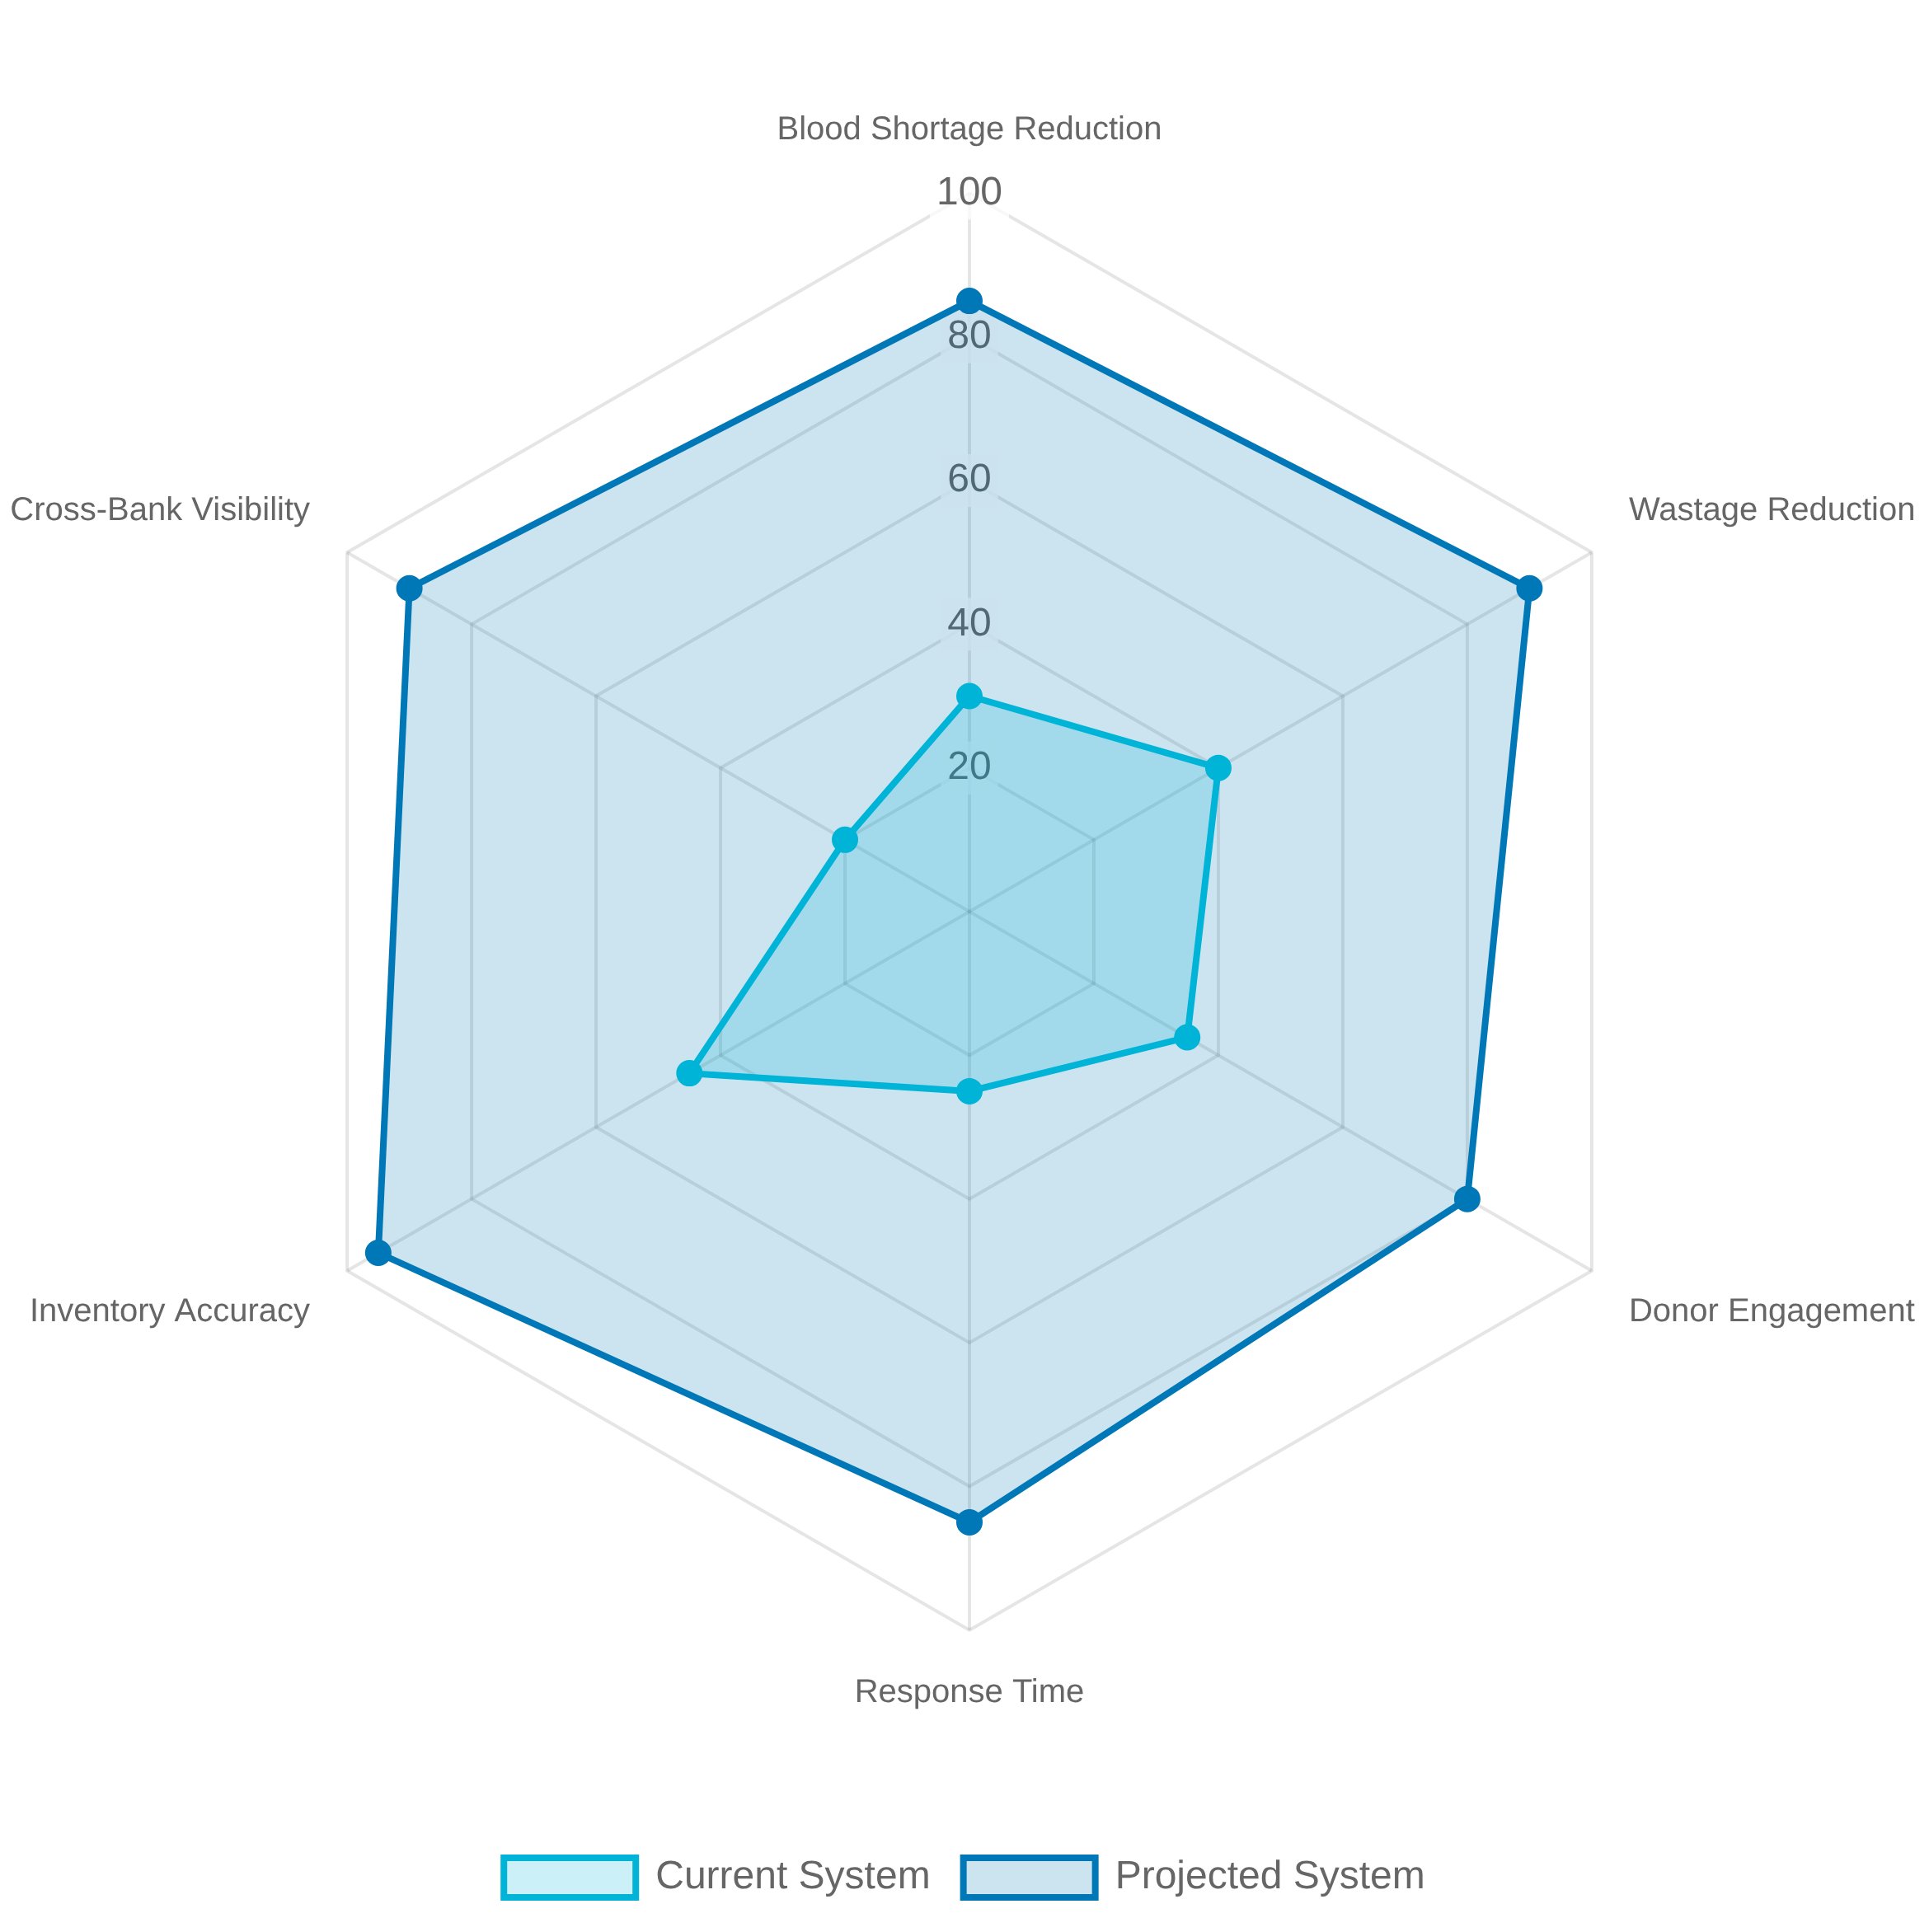 Blood Shortage Reduction
100
80
60
40
20
Cross-Bank Visibility
Wastage Reduction
Inventory Accuracy
Donor Engagement
Response Time
Current System
Projected System